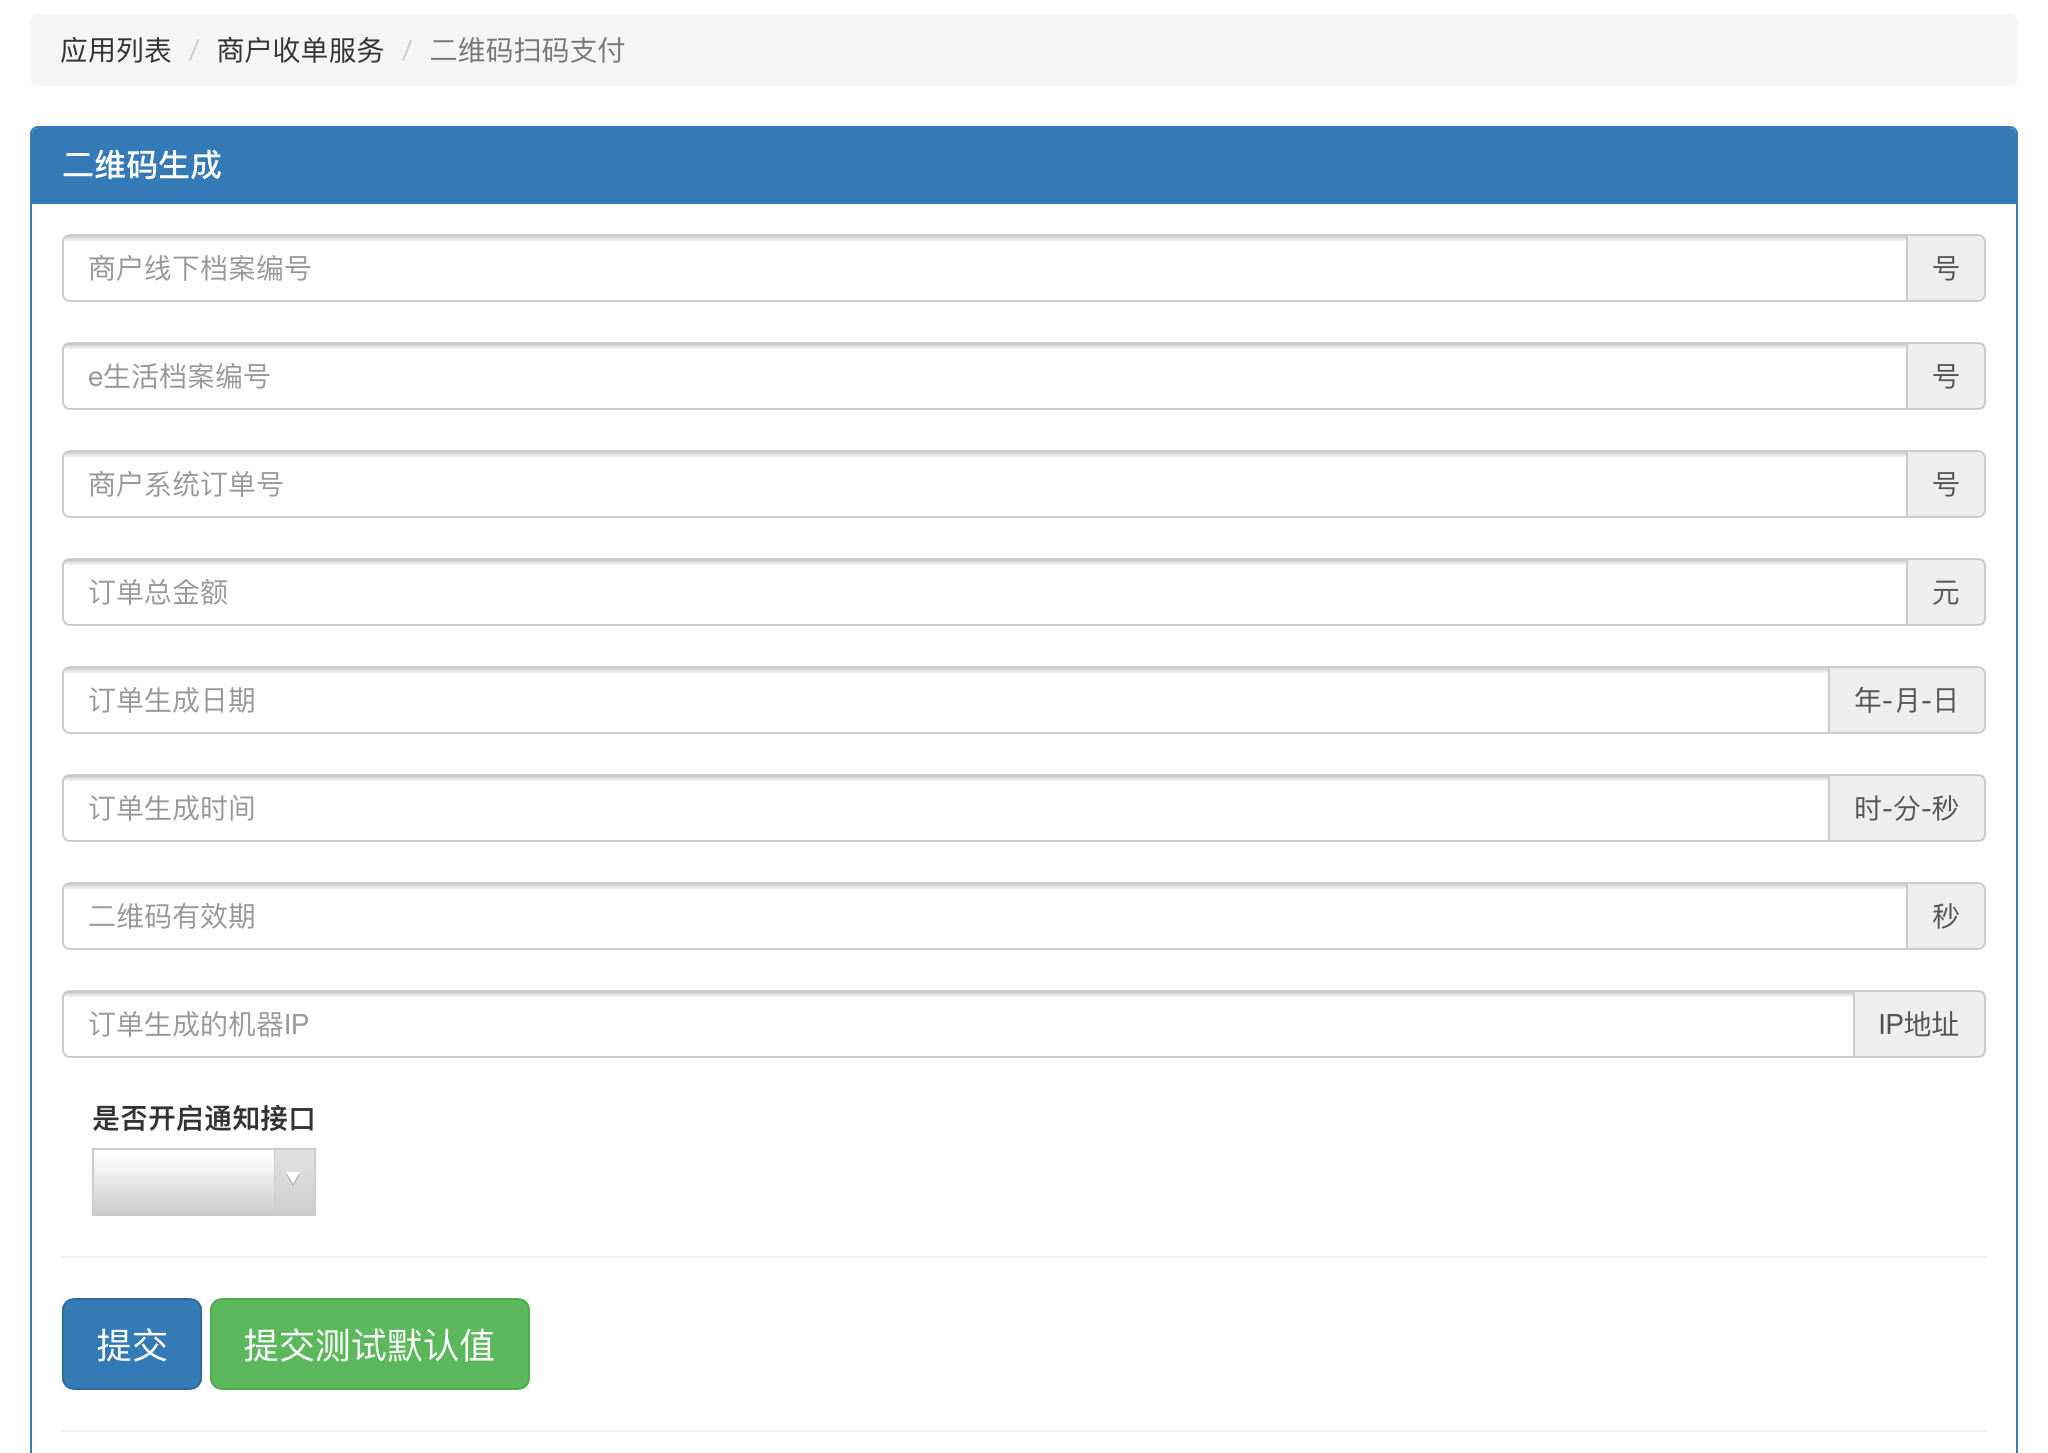 应用列表 / 商户收单服务 / 二维码扫码支付
二维码生成
商户线下档案编号 号
e生活档案编号 号
商户系统订单号 号
订单总金额 元
订单生成日期 年-月-日
订单生成时间 时-分-秒
二维码有效期 秒
订单生成的机器IP IP地址
是否开启通知接口
提交 提交测试默认值